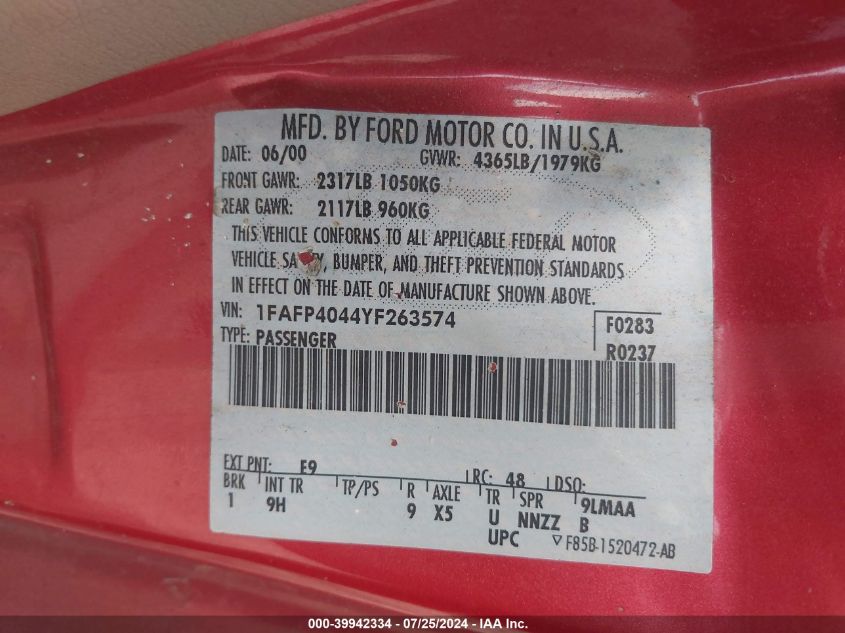 MFD. BY FORD MOTOR CO. IN U.S.A.
DATE: 06/00 GVWR: 4365LB/1979KG
FRONT GAWR: 2317LB 1050KG
REAR GAWR: 2117LB 960KG
THIS VEHICLE CONFORMS TO ALL APPLICABLE FEDERAL MOTOR
VEHICLE , BUMPER, AND THEFT PREVENTION STANDARDS
IN EFFECT ON THE DATE OF MANUFACTURE SHOWN ABOVE.
VIN: 1FAFP4044YF263574
F0283
TYPE: PASSENGER
R0237
EXT PNT: E9 RC: 48 DSO:
BRK INT TR TP/PS R AXLE TR SPR 9LMAA
1 9H 9 X5 U NNZZ B
UPC ▽F85B-1520472-AB
000-39942334 / 07/25/2024 - IAA Inc.